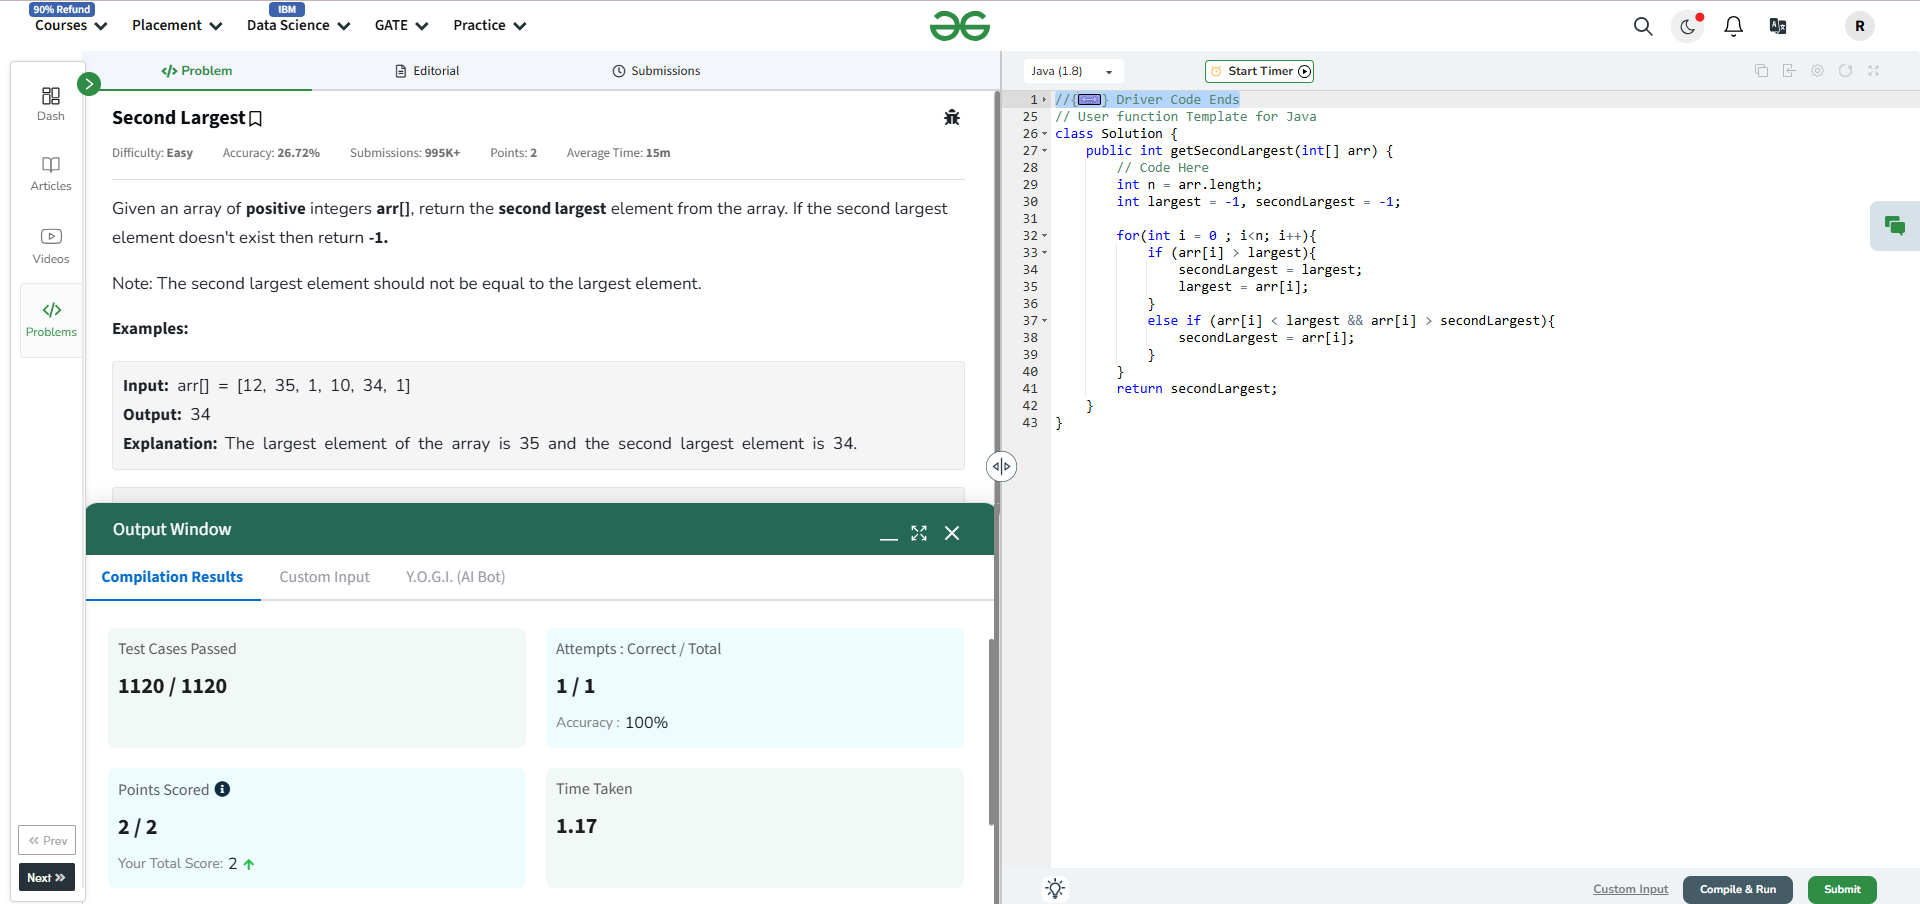 90% Refund
IBM
Courses
Placement
Data Science
GATE
Practice
R
Dash
Articles
Videos
Problems
Prev
Next
Problem
Editorial
Submissions
Second Largest
Difficulty: Easy Accuracy: 26.72% Submissions: 995K+ Points: 2 Average Time: 15m
Given an array of positive integers arr[], return the second largest element from the array. If the second largest
element doesn't exist then return -1.
Note: The second largest element should not be equal to the largest element.
Examples:
Input: arr[] = [12, 35, 1, 10, 34, 1]
Output: 34
Explanation: The largest element of the array is 35 and the second largest element is 34.
Output Window
Compilation Results
Custom Input
Y.O.G.I. (AI Bot)
Test Cases Passed
1120 / 1120
Attempts : Correct / Total
1 / 1
Accuracy : 100%
Points Scored
2 / 2
Your Total Score: 2
Time Taken
1.17
Java (1.8)
Start Timer
1 //{} Driver Code Ends
25 // User function Template for Java
26 class Solution {
27 public int getSecondLargest(int[] arr) {
28 // Code Here
29 int n = arr.length;
30 int largest = -1, secondLargest = -1;
31
32 for(int i = 0 ; i<n; i++){
33 if (arr[i] > largest){
34 secondLargest = largest;
35 largest = arr[i];
36 }
37 else if (arr[i] < largest && arr[i] > secondLargest){
38 secondLargest = arr[i];
39 }
40 }
41 return secondLargest;
42 }
43 }
Custom Input
Compile & Run
Submit